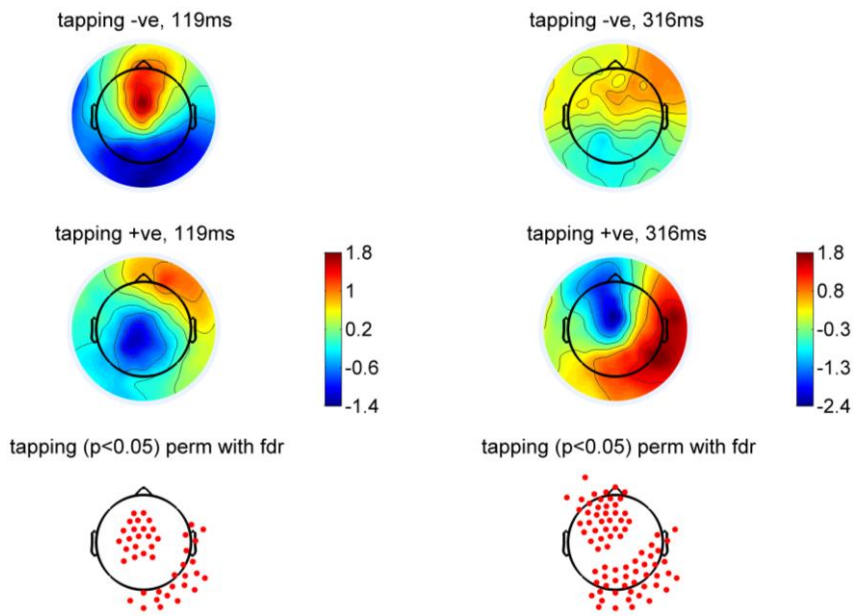 tapping -ve, 119ms
tapping -ve, 316ms
tapping +ve, 119ms
tapping +ve, 316ms
1.8
1
0.2
-0.6
-1.4
1.8
0.8
-0.3
-1.3
-2.4
tapping (p<0.05) perm with fdr
tapping (p<0.05) perm with fdr